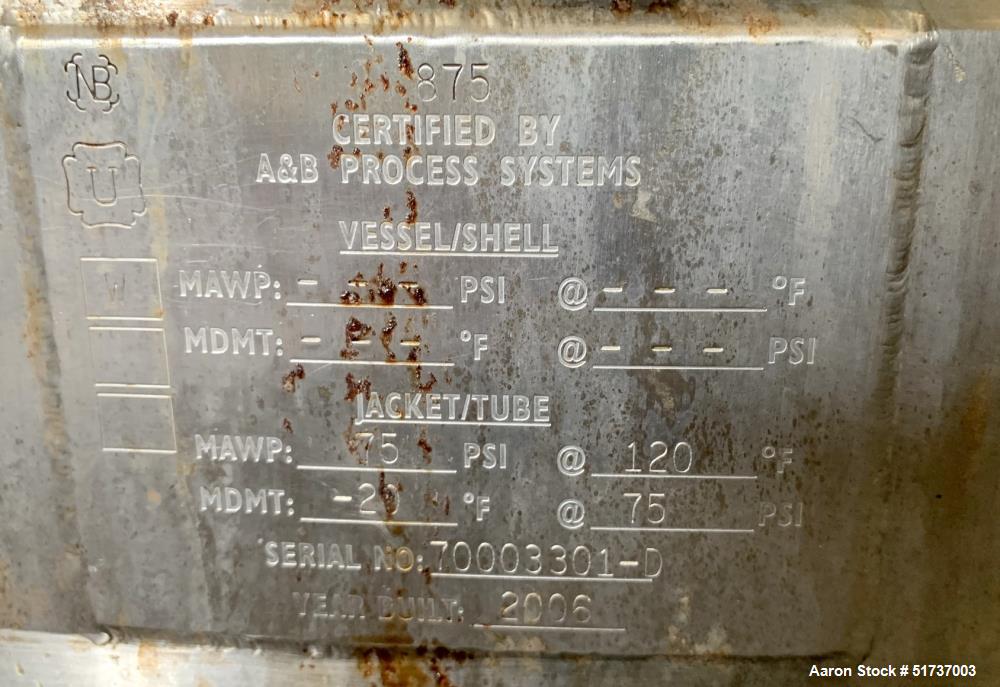 NB
875
CERTIFIED BY
A&B PROCESS SYSTEMS
U
VESSEL/SHELL
W
MAWP: - - - PSI @ - - - °F
MDMT: - - - °F @ - - - PSI
JACKET/TUBE
MAWP: 75 PSI @ 120 °F
MDMT: -20 °F @ 75 PSI
SERIAL NO: 70003301-D
YEAR BUILT: 2006
Aaron Stock # 51737003